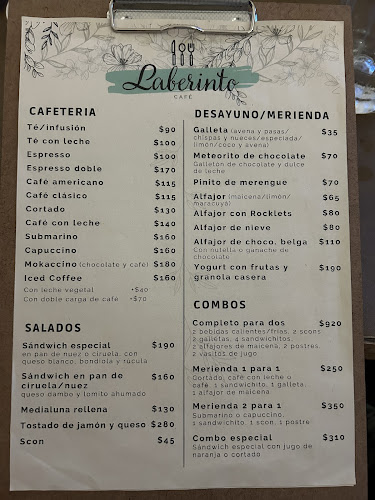 Laberinto
CAFÉ
CAFETERIA
Té/infusión $90
Té con leche $100
Espresso $100
Espresso doble $170
Café americano $115
Café clásico $115
Cortado $130
Café con leche $140
Submarino $160
Capuccino $160
Mokaccino (chocolate y café) $180
Iced Coffee $160
Con leche vegetal +$40
Con doble carga de café +$70
SALADOS
Sándwich especial $190
en pan de nuez o ciruela, con
queso blanco, bondiola y rúcula
Sándwich en pan de $160
ciruela/nuez
queso dambo y lomito ahumado
Medialuna rellena $130
Tostado de jamón y queso $280
Scon $45
DESAYUNO/MERIENDA
Galleta (avena y pasas/ $35
chispas y nueces/especiada/
limón/coco y avena)
Meteorito de chocolate $70
Galletón de chocolate y dulce
de leche
Pinito de merengue $70
Alfajor (maicena/limón/ $65
maracuyá)
Alfajor con Rocklets $80
Alfajor de nieve $80
Alfajor de choco. belga $110
Con nutella o ganache de
chocolate
Yogurt con frutas y $190
granola casera
COMBOS
Completo para dos $920
2 bebidas calientes/frías, 2 scons,
2 galletas, 4 sandwichitos,
2 alfajores de maicena, 2 postres,
2 vasitos de jugo
Merienda 1 para 1 $250
Cortado, café con leche o
café, 1 sandwichito, 1 galleta,
1 alfajor de maicena
Merienda 2 para 1 $350
Submarino o capuccino,
1 sandwichito, 1 scon, 1 postre
Combo especial $310
Sándwich especial con jugo de
naranja o cortado